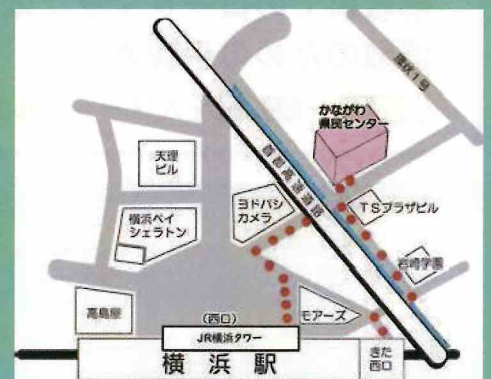 環状1号
かながわ
県民センター
天理
ビル
首都高速道路
ヨドバシ
カメラ
TSプラザビル
横浜ベイ
シェラトン
岩崎学園
高島屋
(西口)
モアーズ
JR横浜タワー
横浜駅
きた
西口